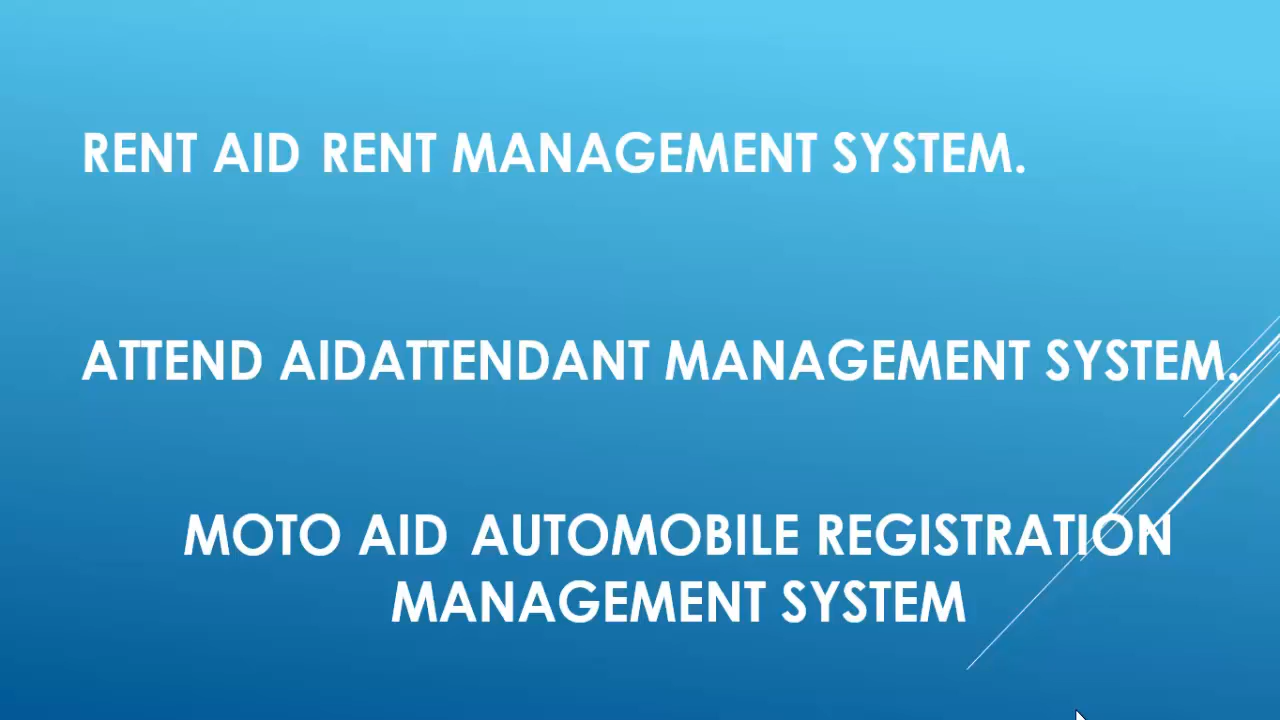 RENT AID RENT MANAGEMENT SYSTEM.
ATTEND AIDATTENDANT MANAGEMENT SYSTEM.
MOTO AID AUTOMOBILE REGISTRATION
MANAGEMENT SYSTEM